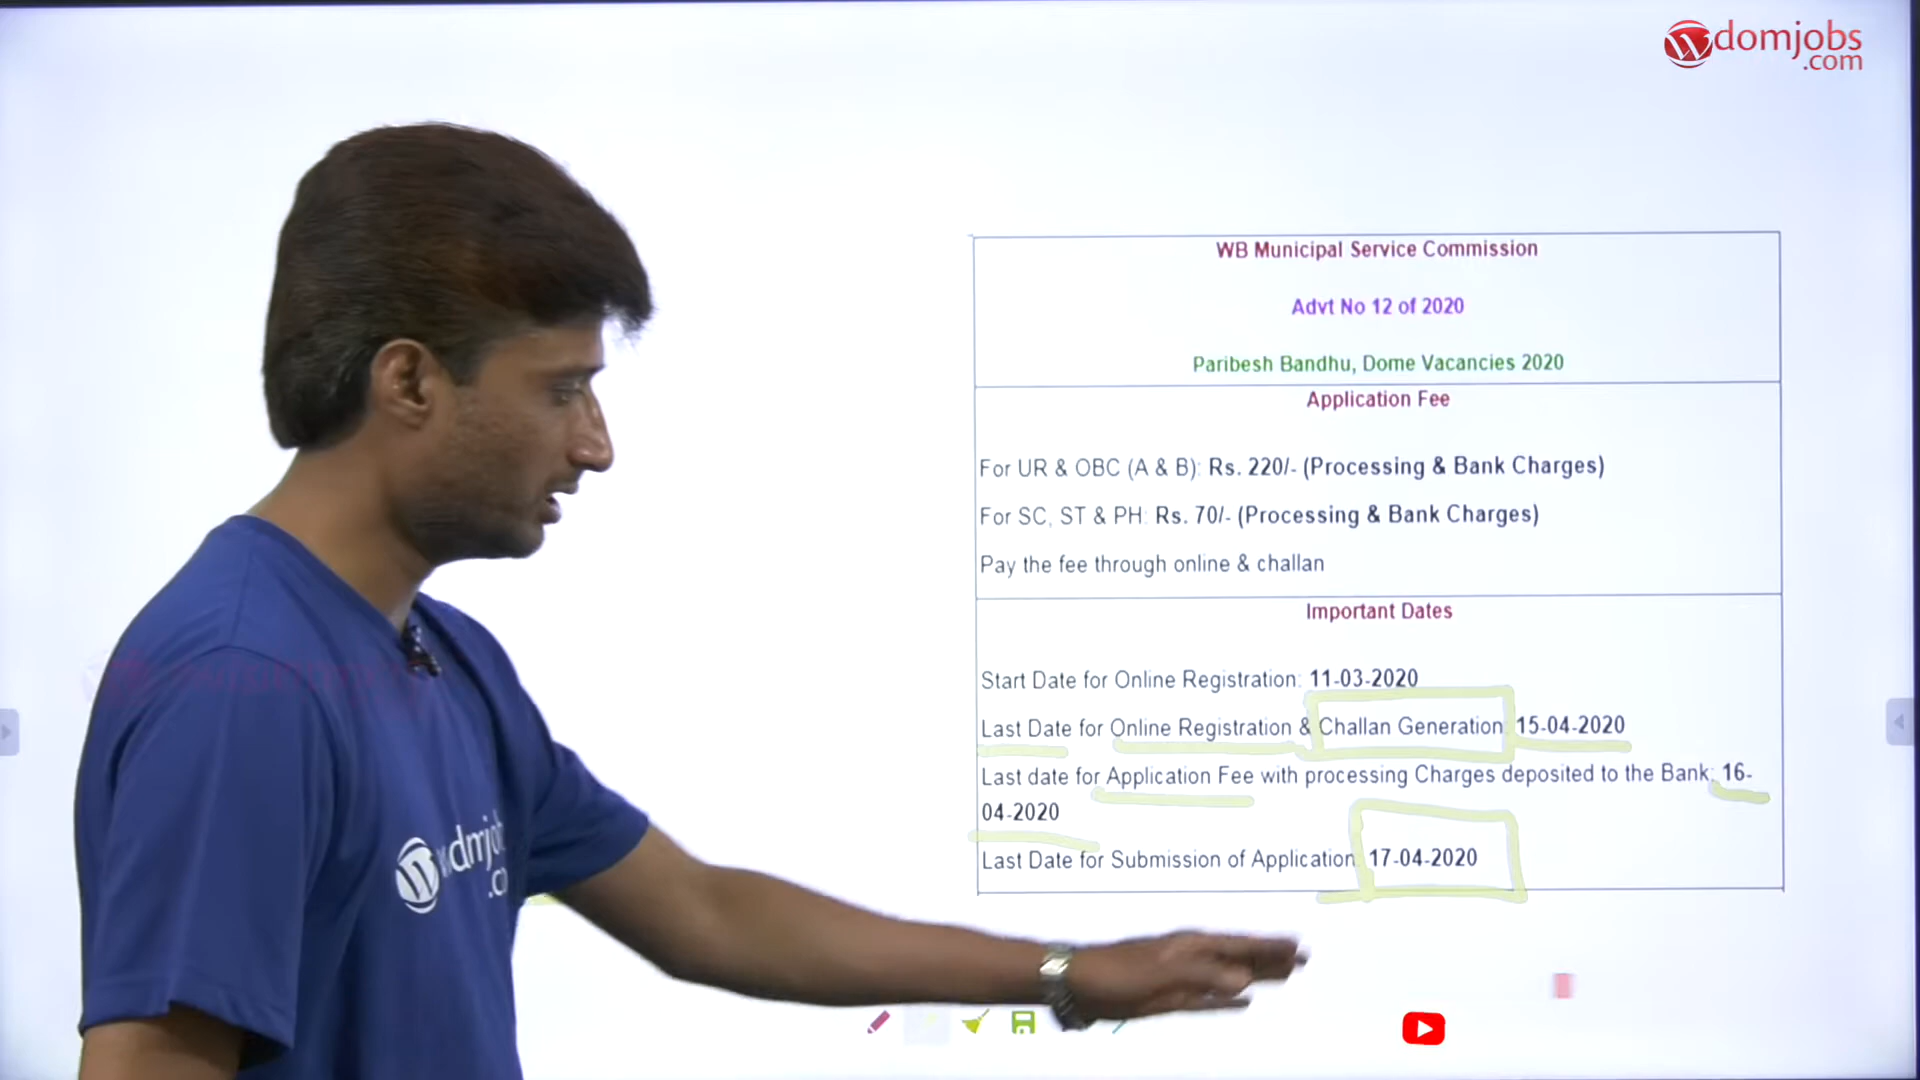 Wdomjobs
.com
WB Municipal Service Commission
Advt No 12 of 2020
Paribesh Bandhu, Dome Vacancies 2020
Application Fee
For UR & OBC (A & B): Rs. 220/- (Processing & Bank Charges)
For SC, ST & PH: Rs. 70/- (Processing & Bank Charges)
Pay the fee through online & challan
Important Dates
Start Date for Online Registration: 11-03-2020
Last Date for Online Registration & Challan Generation: 15-04-2020
Last date for Application Fee with processing Charges deposited to the Bank: 16-
04-2020
Last Date for Submission of Application: 17-04-2020